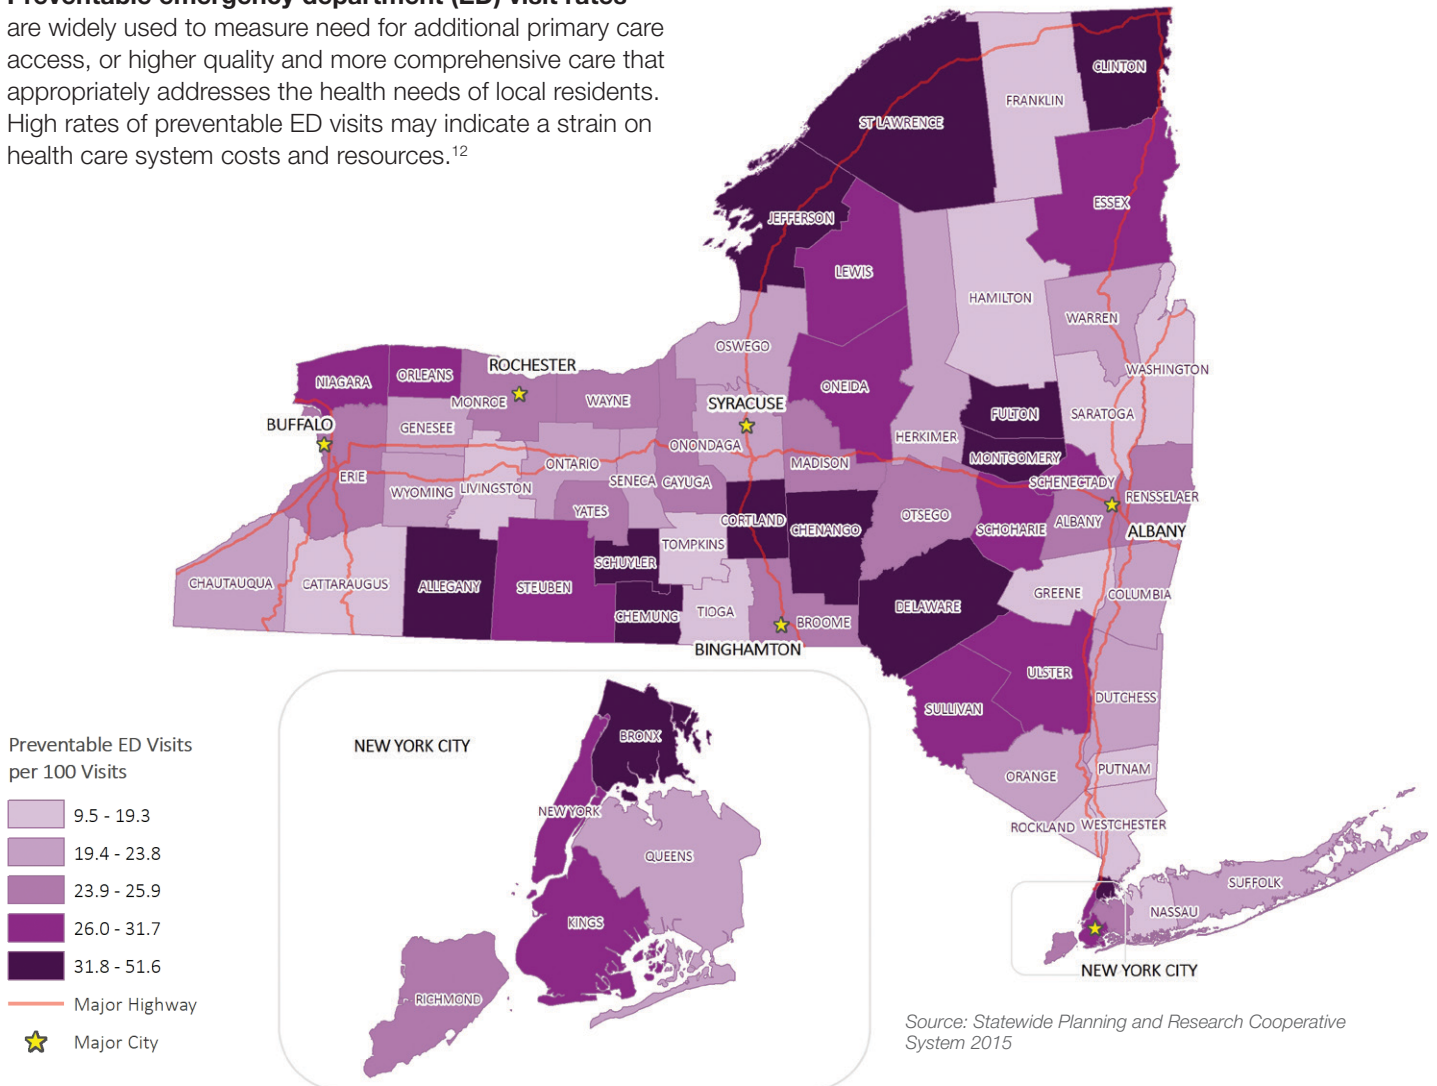 Preventable emergency department (ED) visit rates
are widely used to measure need for additional primary care
access, or higher quality and more comprehensive care that
appropriately addresses the health needs of local residents.
High rates of preventable ED visits may indicate a strain on
health care system costs and resources.¹²
CLINTON
FRANKLIN
ST LAWRENCE
ESSEX
JEFFERSON
LEWIS
HAMILTON
WARREN
OSWEGO
WASHINGTON
ROCHESTER
ORLEANS
NIAGARA
ONEIDA
MONROE
WAYNE
SYRACUSE
FULTON
SARATOGA
BUFFALO
GENESEE
HERKIMER
ONONDAGA
MONTGOMERY
MADISON
ONTARIO
ERIE
SENECA
CAYUGA
SCHENECTADY
WYOMING
LIVINGSTON
RENSSELAER
YATES
OTSEGO
CORTLAND
ALBANY
CHENANGO
SCHOHARIE
ALBANY
TOMPKINS
SCHUYLER
CHAUTAUQUA
CATTARAUGUS
ALLEGANY
STEUBEN
GREENE
COLUMBIA
DELAWARE
TIOGA
CHEMUNG
BROOME
BINGHAMTON
ULSTER
DUTCHESS
SULLIVAN
PUTNAM
ORANGE
ROCKLAND
WESTCHESTER
SUFFOLK
NASSAU
NEW YORK CITY
NEW YORK CITY
BRONX
NEW YORK
QUEENS
KINGS
RICHMOND
Preventable ED Visits
per 100 Visits
9.5 - 19.3
19.4 - 23.8
23.9 - 25.9
26.0 - 31.7
31.8 - 51.6
Major Highway
Major City
Source: Statewide Planning and Research Cooperative
System 2015